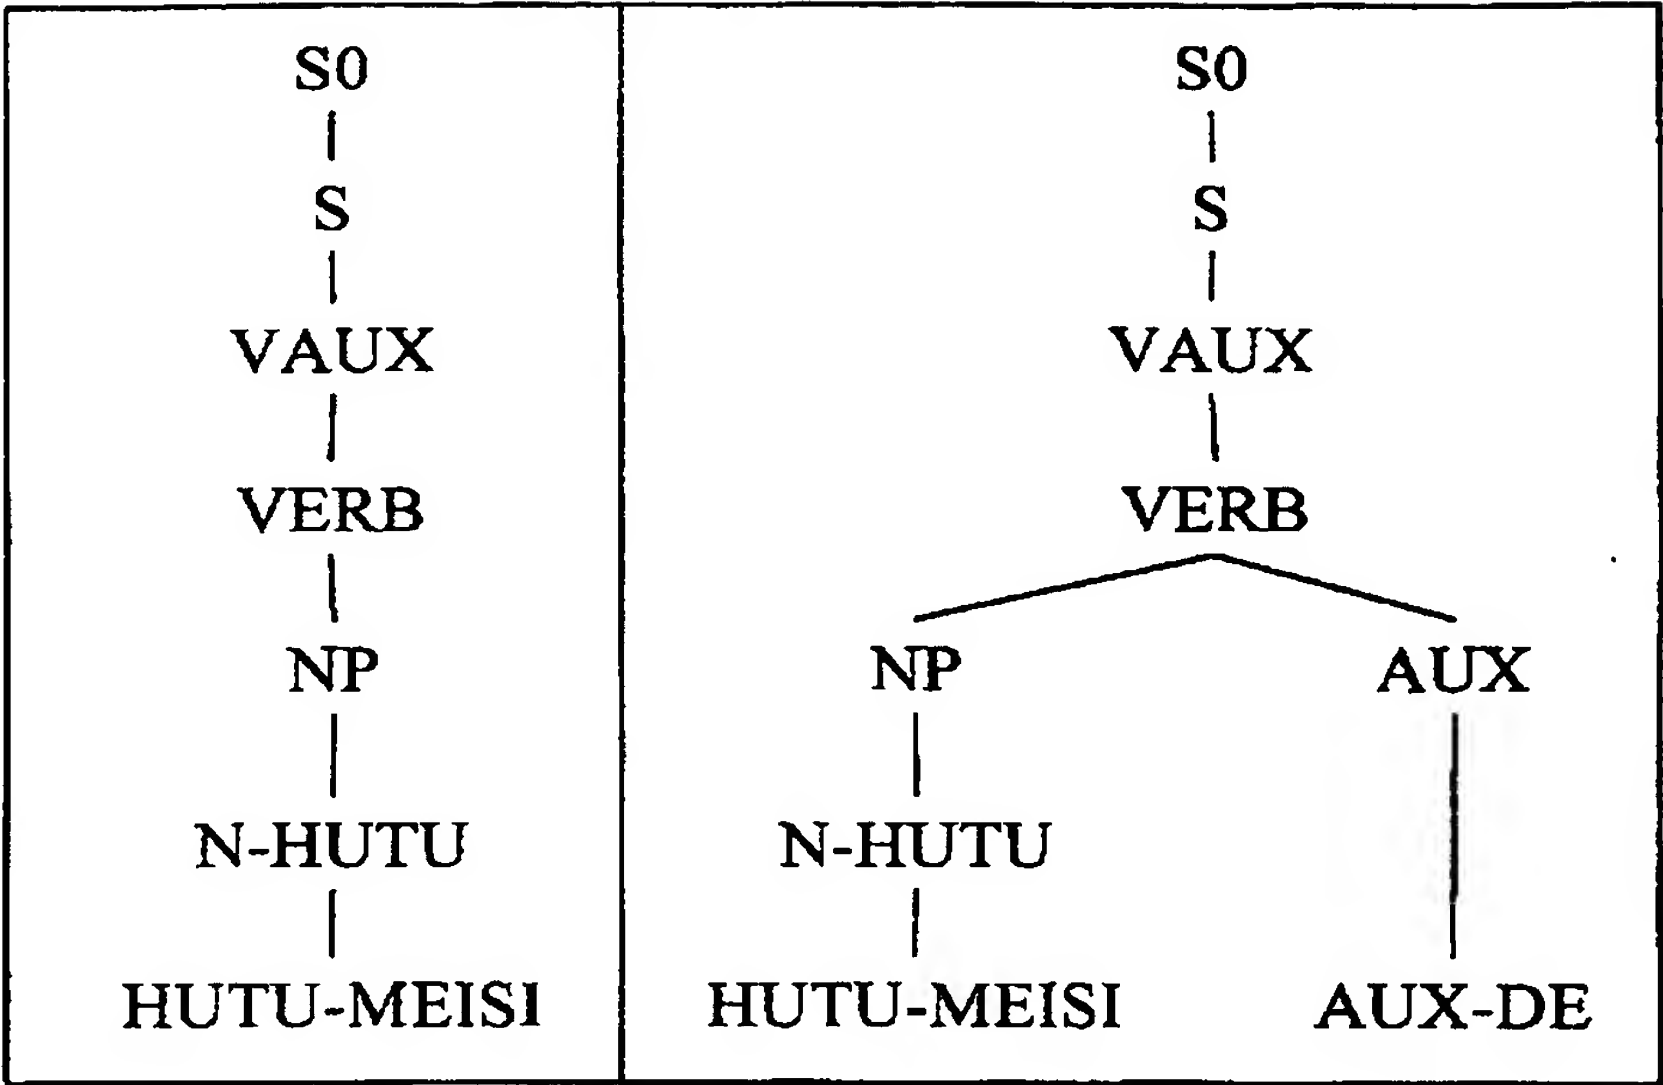 S0
S
VAUX
VERB
NP
N-HUTU
HUTU-MEISI
S0
S
VAUX
VERB
NP AUX
N-HUTU
HUTU-MEISI AUX-DE